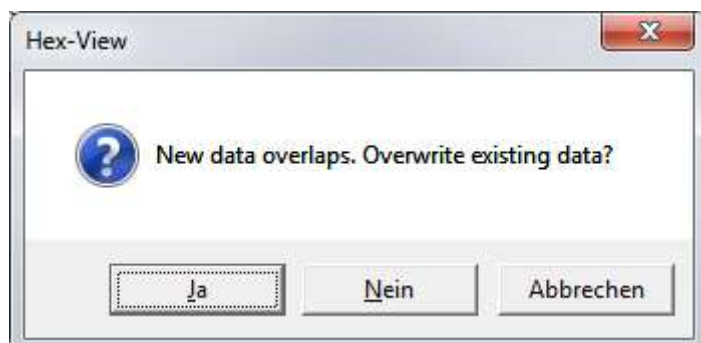 Hex-View
New data overlaps. Overwrite existing data?
Ja
Nein
Abbrechen